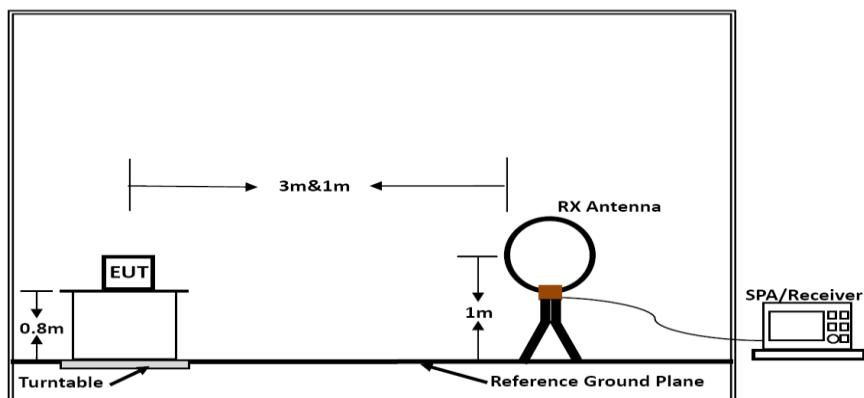 3m&1m
RX Antenna
EUT
SPA/Receiver
0.8m
1m
Turntable
Reference Ground Plane